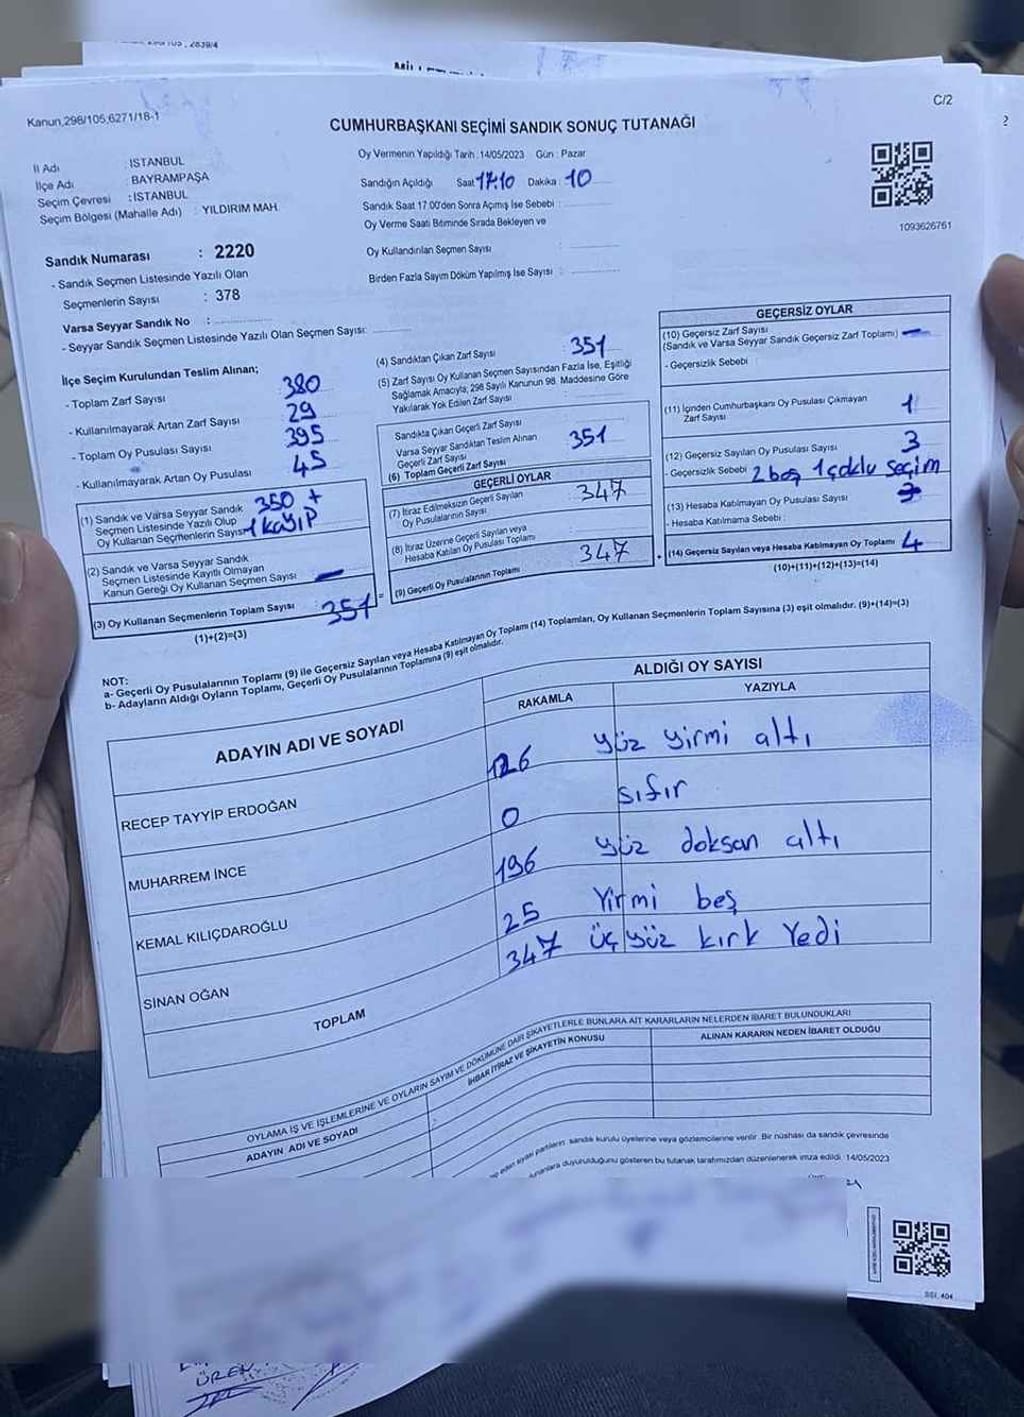 Kanun,298/105,6271/18-1
C/2
CUMHURBAŞKANI SEÇİMİ SANDIK SONUÇ TUTANAĞI
İl Adı : İSTANBUL
İlçe Adı : BAYRAMPAŞA
Seçim Çevresi : İSTANBUL
Seçim Bölgesi (Mahalle Adı) : YILDIRIM MAH.
Oy Vermenin Yapıldığı Tarih : 14/05/2023 Gün : Pazar
Sandığın Açıldığı Saat 17:10 Dakika : 10
Sandık Saat 17:00'den Sonra Açımış İse Sebebi :
Oy Verme Saati Bitiminde Sırada Bekleyen ve
Oy Kullandırılan Seçmen Sayısı :
Birden Fazla Sayım Döküm Yapılmış İse Sayısı :
1093626761
Sandık Numarası : 2220
- Sandık Seçmen Listesinde Yazılı Olan
Seçmenlerin Sayısı : 378
Varsa Seyyar Sandık No :
- Seyyar Sandık Seçmen Listesinde Yazılı Olan Seçmen Sayısı:
İlçe Seçim Kurulundan Teslim Alınan;
- Toplam Zarf Sayısı 380
- Kullanılmayarak Artan Zarf Sayısı 29
- Toplam Oy Pusulası Sayısı 395
- Kullanılmayarak Artan Oy Pusulası 45
(1) Sandık ve Varsa Seyyar Sandık
Seçmen Listesinde Yazılı Olup
Oy Kullanan Seçmenlerin Sayısı 350 + 1 KAYIP
(2) Sandık ve Varsa Seyyar Sandık
Seçmen Listesinde Kayıtlı Olmayan
Kanun Gereği Oy Kullanan Seçmen Sayısı -
(3) Oy Kullanan Seçmenlerin Toplam Sayısı : 351
(1)+(2)=(3)
(4) Sandıktan Çıkan Zarf Sayısı 351
(5) Zarf Sayısı Oy Kullanan Seçmen Sayısından Fazla İse, Eşitliği
Sağlamak Amacıyla; 298 Sayılı Kanunun 98. Maddesine Göre
Yakılarak Yok Edilen Zarf Sayısı
Sandıkta Çıkan Geçerli Zarf Sayısı
Varsa Seyyar Sandıktan Teslim Alınan
Geçerli Zarf Sayısı
(6) Toplam Geçerli Zarf Sayısı 351
GEÇERLİ OYLAR
(7) İtiraz Edilmeksizin Geçerli Sayılan
Oy Pusulalarının Sayısı : 347
(8) İtiraz Üzerine Geçerli Sayılan veya
Hesaba Katılan Oy Pusulası Toplamı
(9) Geçerli Oy Pusulalarının Toplamı : 347
GEÇERSİZ OYLAR
(10) Geçersiz Zarf Sayısı
(Sandık ve Varsa Seyyar Sandık Geçersiz Zarf Toplamı) -
- Geçersizlik Sebebi :
(11) İçinden Cumhurbaşkanı Oy Pusulası Çıkmayan
Zarf Sayısı 1
(12) Geçersiz Sayılan Oy Pusulası Sayısı 3
- Geçersizlik Sebebi 2 boş 1 çoklu seçim
(13) Hesaba Katılmayan Oy Pusulası Sayısı
- Hesaba Katılmama Sebebi :
(14) Geçersiz Sayılan veya Hesaba Katılmayan Oy Toplamı 4
(10)+(11)+(12)+(13)=(14)
NOT:
a- Geçerli Oy Pusulalarının Toplamı (9) ile Geçersiz Sayılan veya Hesaba Katılmayan Oy Toplamı (14) Toplamları, Oy Kullanan Seçmenlerin Toplam Sayısına (3) eşit olmalıdır. (9)+(14)=(3)
b- Adayların Aldığı Oyların Toplamı, Geçerli Oy Pusulalarının Toplamına (9) eşit olmalıdır.
ADAYIN ADI VE SOYADI
ALDIĞI OY SAYISI
RAKAMLA YAZIYLA
RECEP TAYYİP ERDOĞAN 126 yüz yirmi altı
MUHARREM İNCE 0 sıfır
KEMAL KILIÇDAROĞLU 196 yüz doksan altı
SİNAN OĞAN 25 Yirmi beş
TOPLAM 347 üç yüz kırk Yedi
OYLAMA İŞ VE İŞLEMLERİNE VE OYLARIN SAYIM VE DÖKÜMÜNE DAİR ŞİKAYETLERLE BUNLARA AİT KARARLARIN NELERDEN İBARET BULUNDUKLARI
ADAYIN ADI VE SOYADI
İHBAR İTİRAZ VE ŞİKAYETİN KONUSU
ALINAN KARARIN NEDEN İBARET OLDUĞU
eden siyasi partilerin sandık kurulu üyelerine veya gözlemcilerine verilir. Bir nüshası da sandık çevresinde
duyurulduğunu gösteren bu tutanak tarafımızdan düzenlenerek imza edildi. 14/05/2023
ÜREN